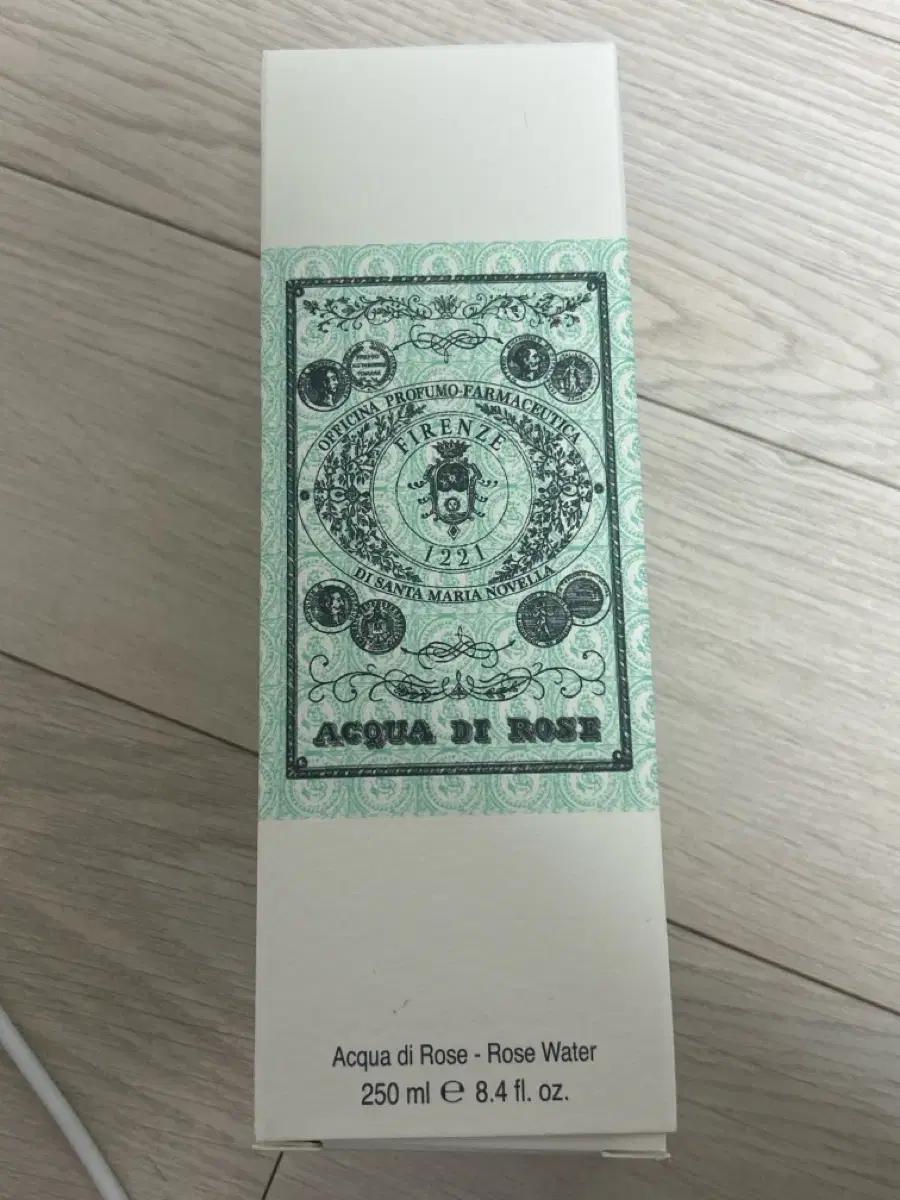 OFFICINA PROFUMO-FARMACEUTICA
FIRENZE
1221
DI SANTA MARIA NOVELLA
ACQUA DI ROSE
Acqua di Rose - Rose Water
250 ml ℮ 8.4 fl. oz.